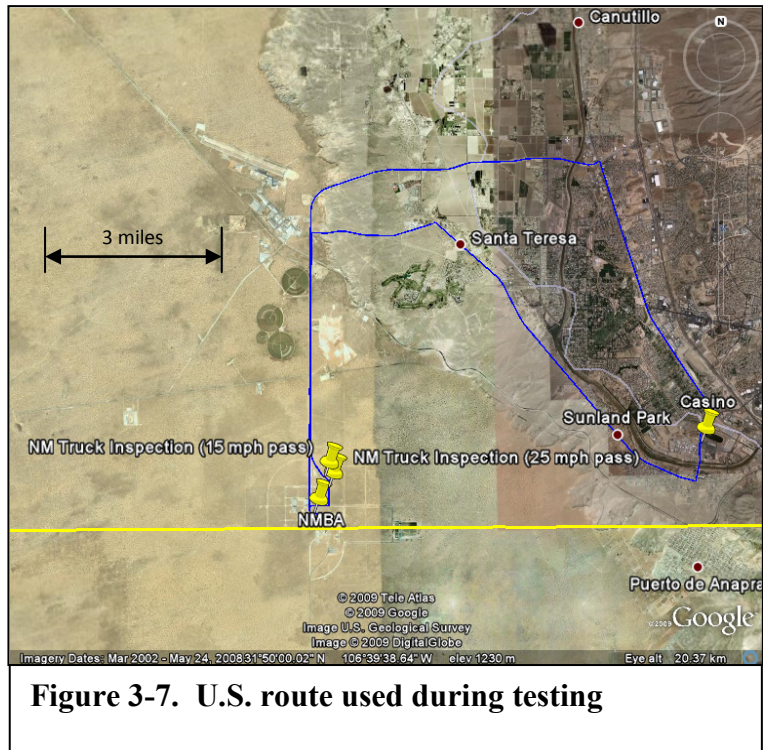 Canutillo
N
3 miles
Santa Teresa
Casino
Sunland Park
NM Truck Inspection (15 mph pass)
NM Truck Inspection (25 mph pass)
NMBA
Puerto de Anapra
© 2009 Tele Atlas
© 2009 Google
Image U.S. Geological Survey
Image © 2009 DigitalGlobe
©2009 Google
Imagery Dates: Mar 2002 - May 24, 2008 31°50'00.02" N 106°39'38.64" W elev 1230 m Eye alt 20.37 km
Figure 3-7. U.S. route used during testing